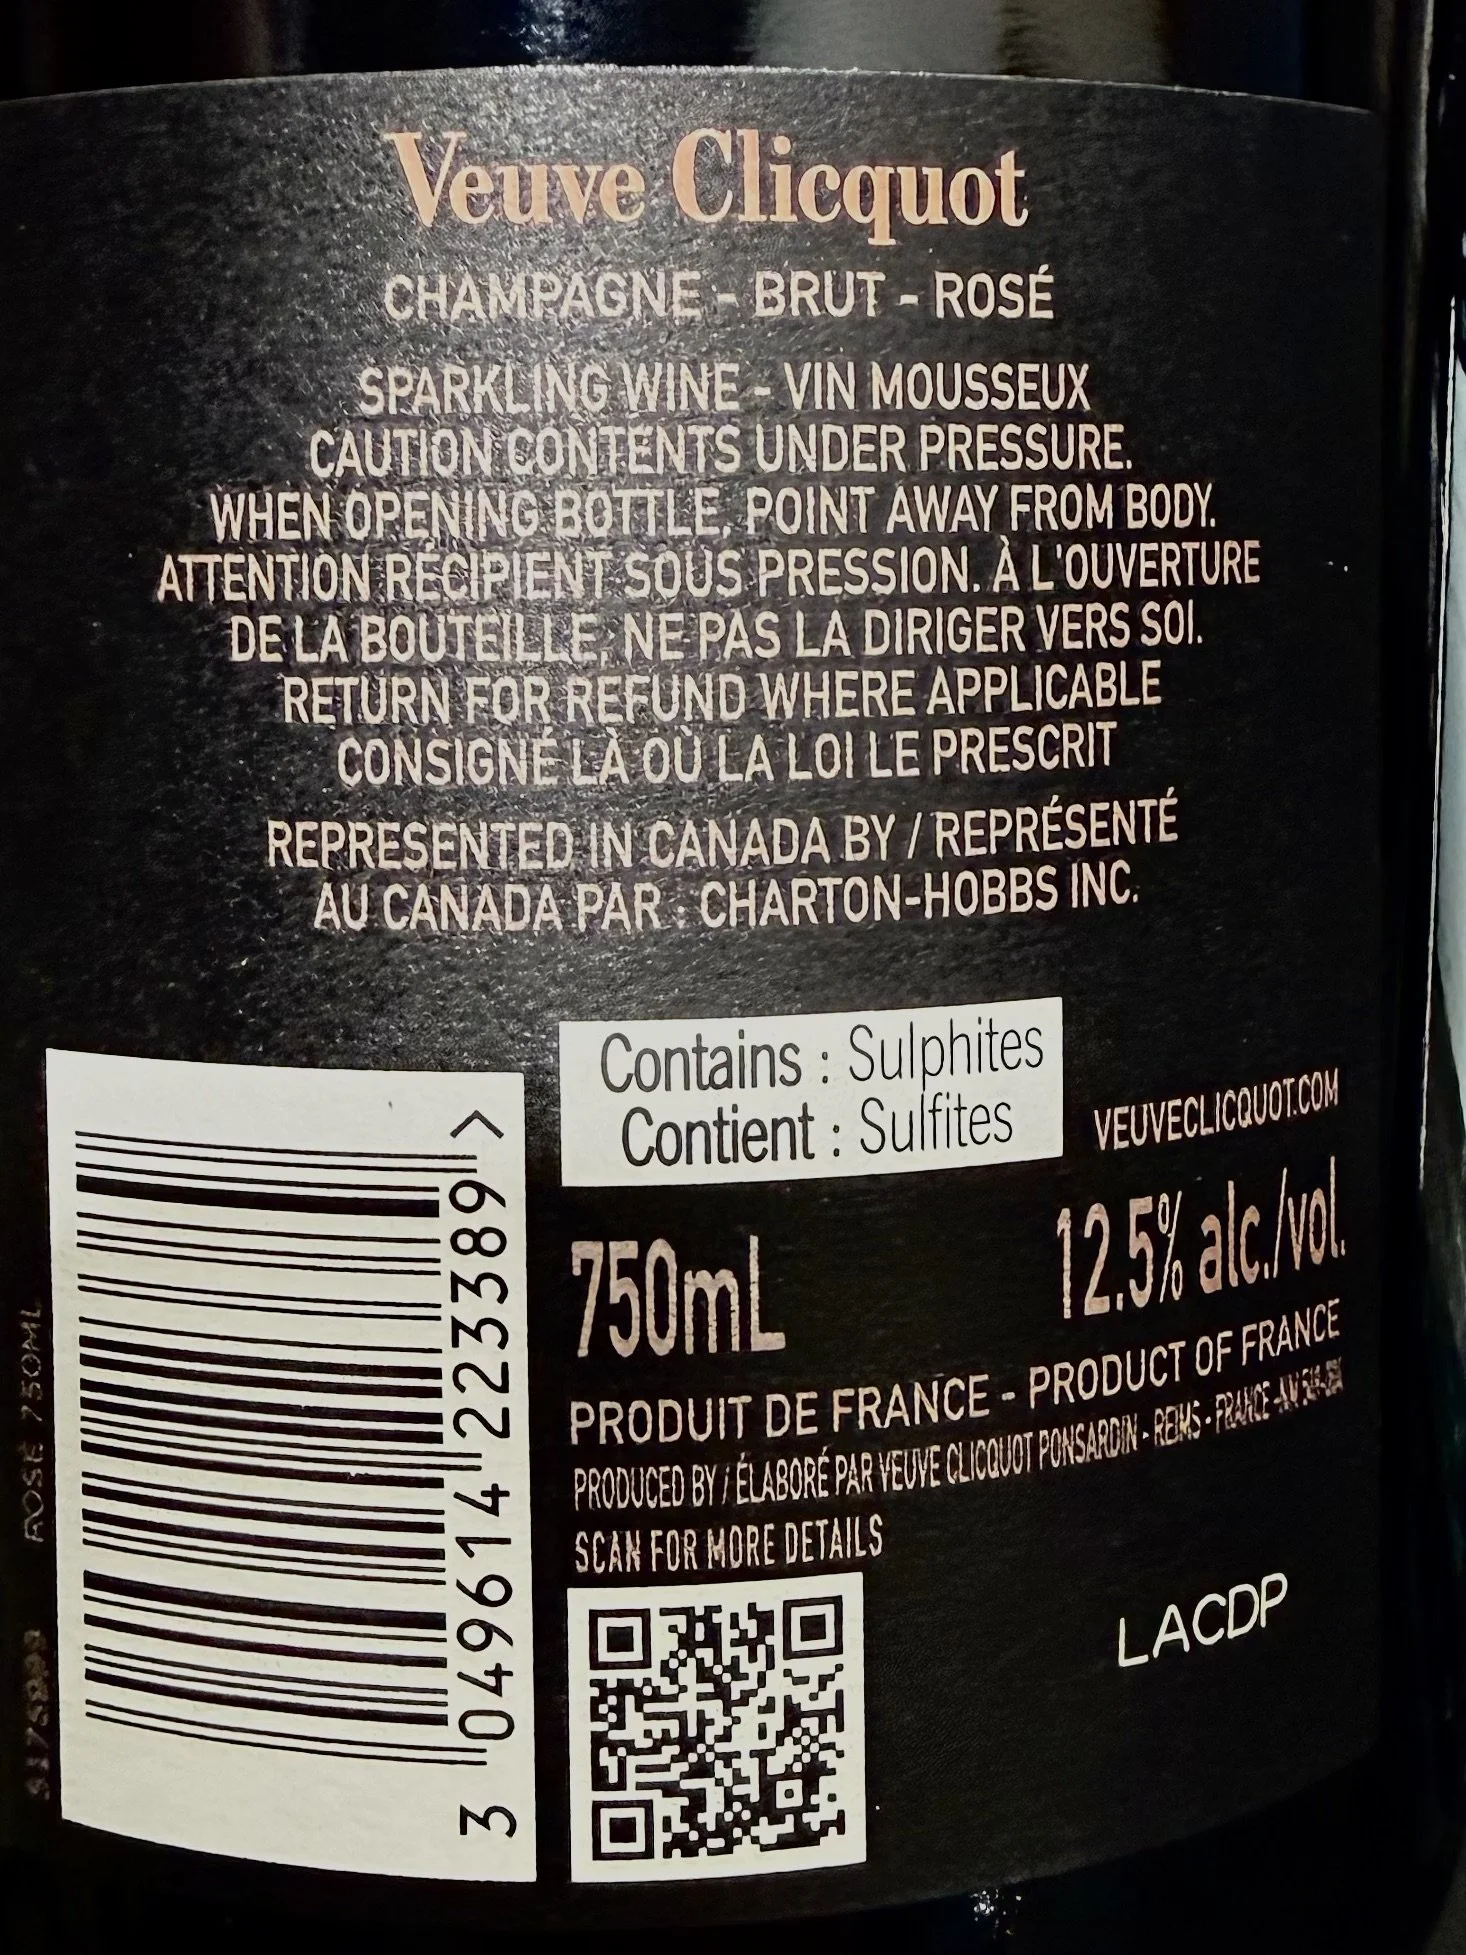 Veuve Clicquot
CHAMPAGNE - BRUT - ROSÉ
SPARKLING WINE - VIN MOUSSEUX
CAUTION CONTENTS UNDER PRESSURE.
WHEN OPENING BOTTLE, POINT AWAY FROM BODY.
ATTENTION RÉCIPIENT SOUS PRESSION. À L'OUVERTURE
DE LA BOUTEILLE, NE PAS LA DIRIGER VERS SOI.
RETURN FOR REFUND WHERE APPLICABLE
CONSIGNÉ LÀ OÙ LA LOI LE PRESCRIT
REPRESENTED IN CANADA BY / REPRÉSENTÉ
AU CANADA PAR : CHARTON-HOBBS INC.
Contains : Sulphites
Contient : Sulfites
VEUVECLICQUOT.COM
750mL
12.5% alc./vol.
PRODUIT DE FRANCE - PRODUCT OF FRANCE
PRODUCED BY / ÉLABORÉ PAR VEUVE CLICQUOT PONSARDIN - REIMS - FRANCE
SCAN FOR MORE DETAILS
LACDP
3 049614 223389 >
ROSÉ 750ML